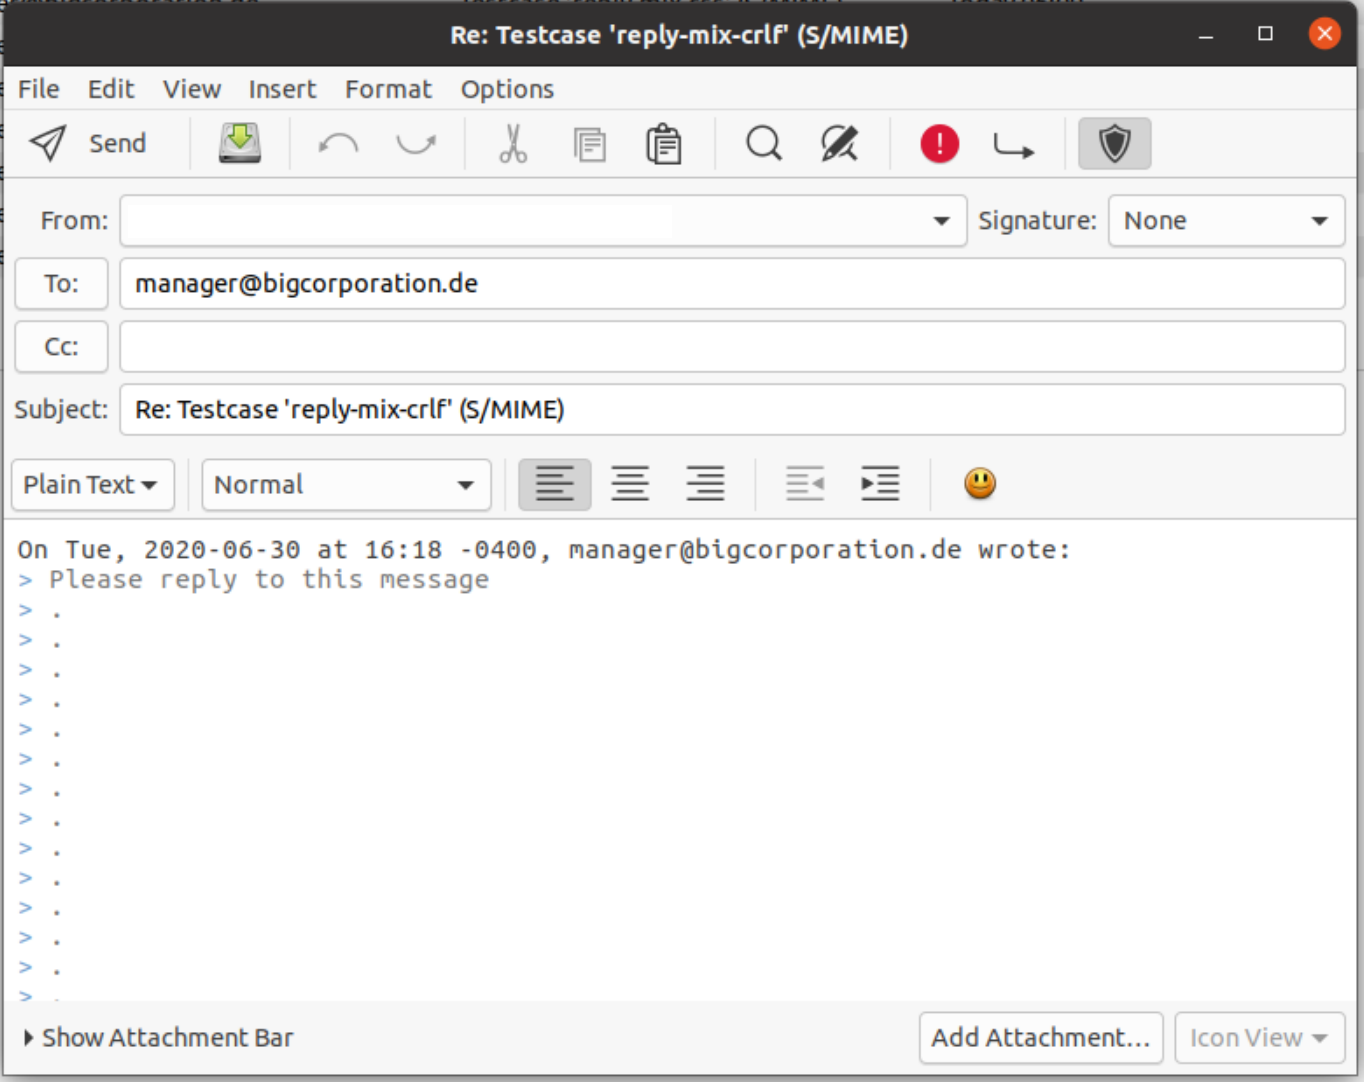 Re: Testcase 'reply-mix-crlf' (S/MIME)
File Edit View Insert Format Options
Send
From: Signature: None
To: manager@bigcorporation.de
Cc:
Subject: Re: Testcase 'reply-mix-crlf' (S/MIME)
Plain Text Normal
On Tue, 2020-06-30 at 16:18 -0400, manager@bigcorporation.de wrote:
> Please reply to this message
> .
> .
> .
> .
> .
> .
> .
> .
> .
> .
> .
> .
> .
> .
Show Attachment Bar Add Attachment... Icon View